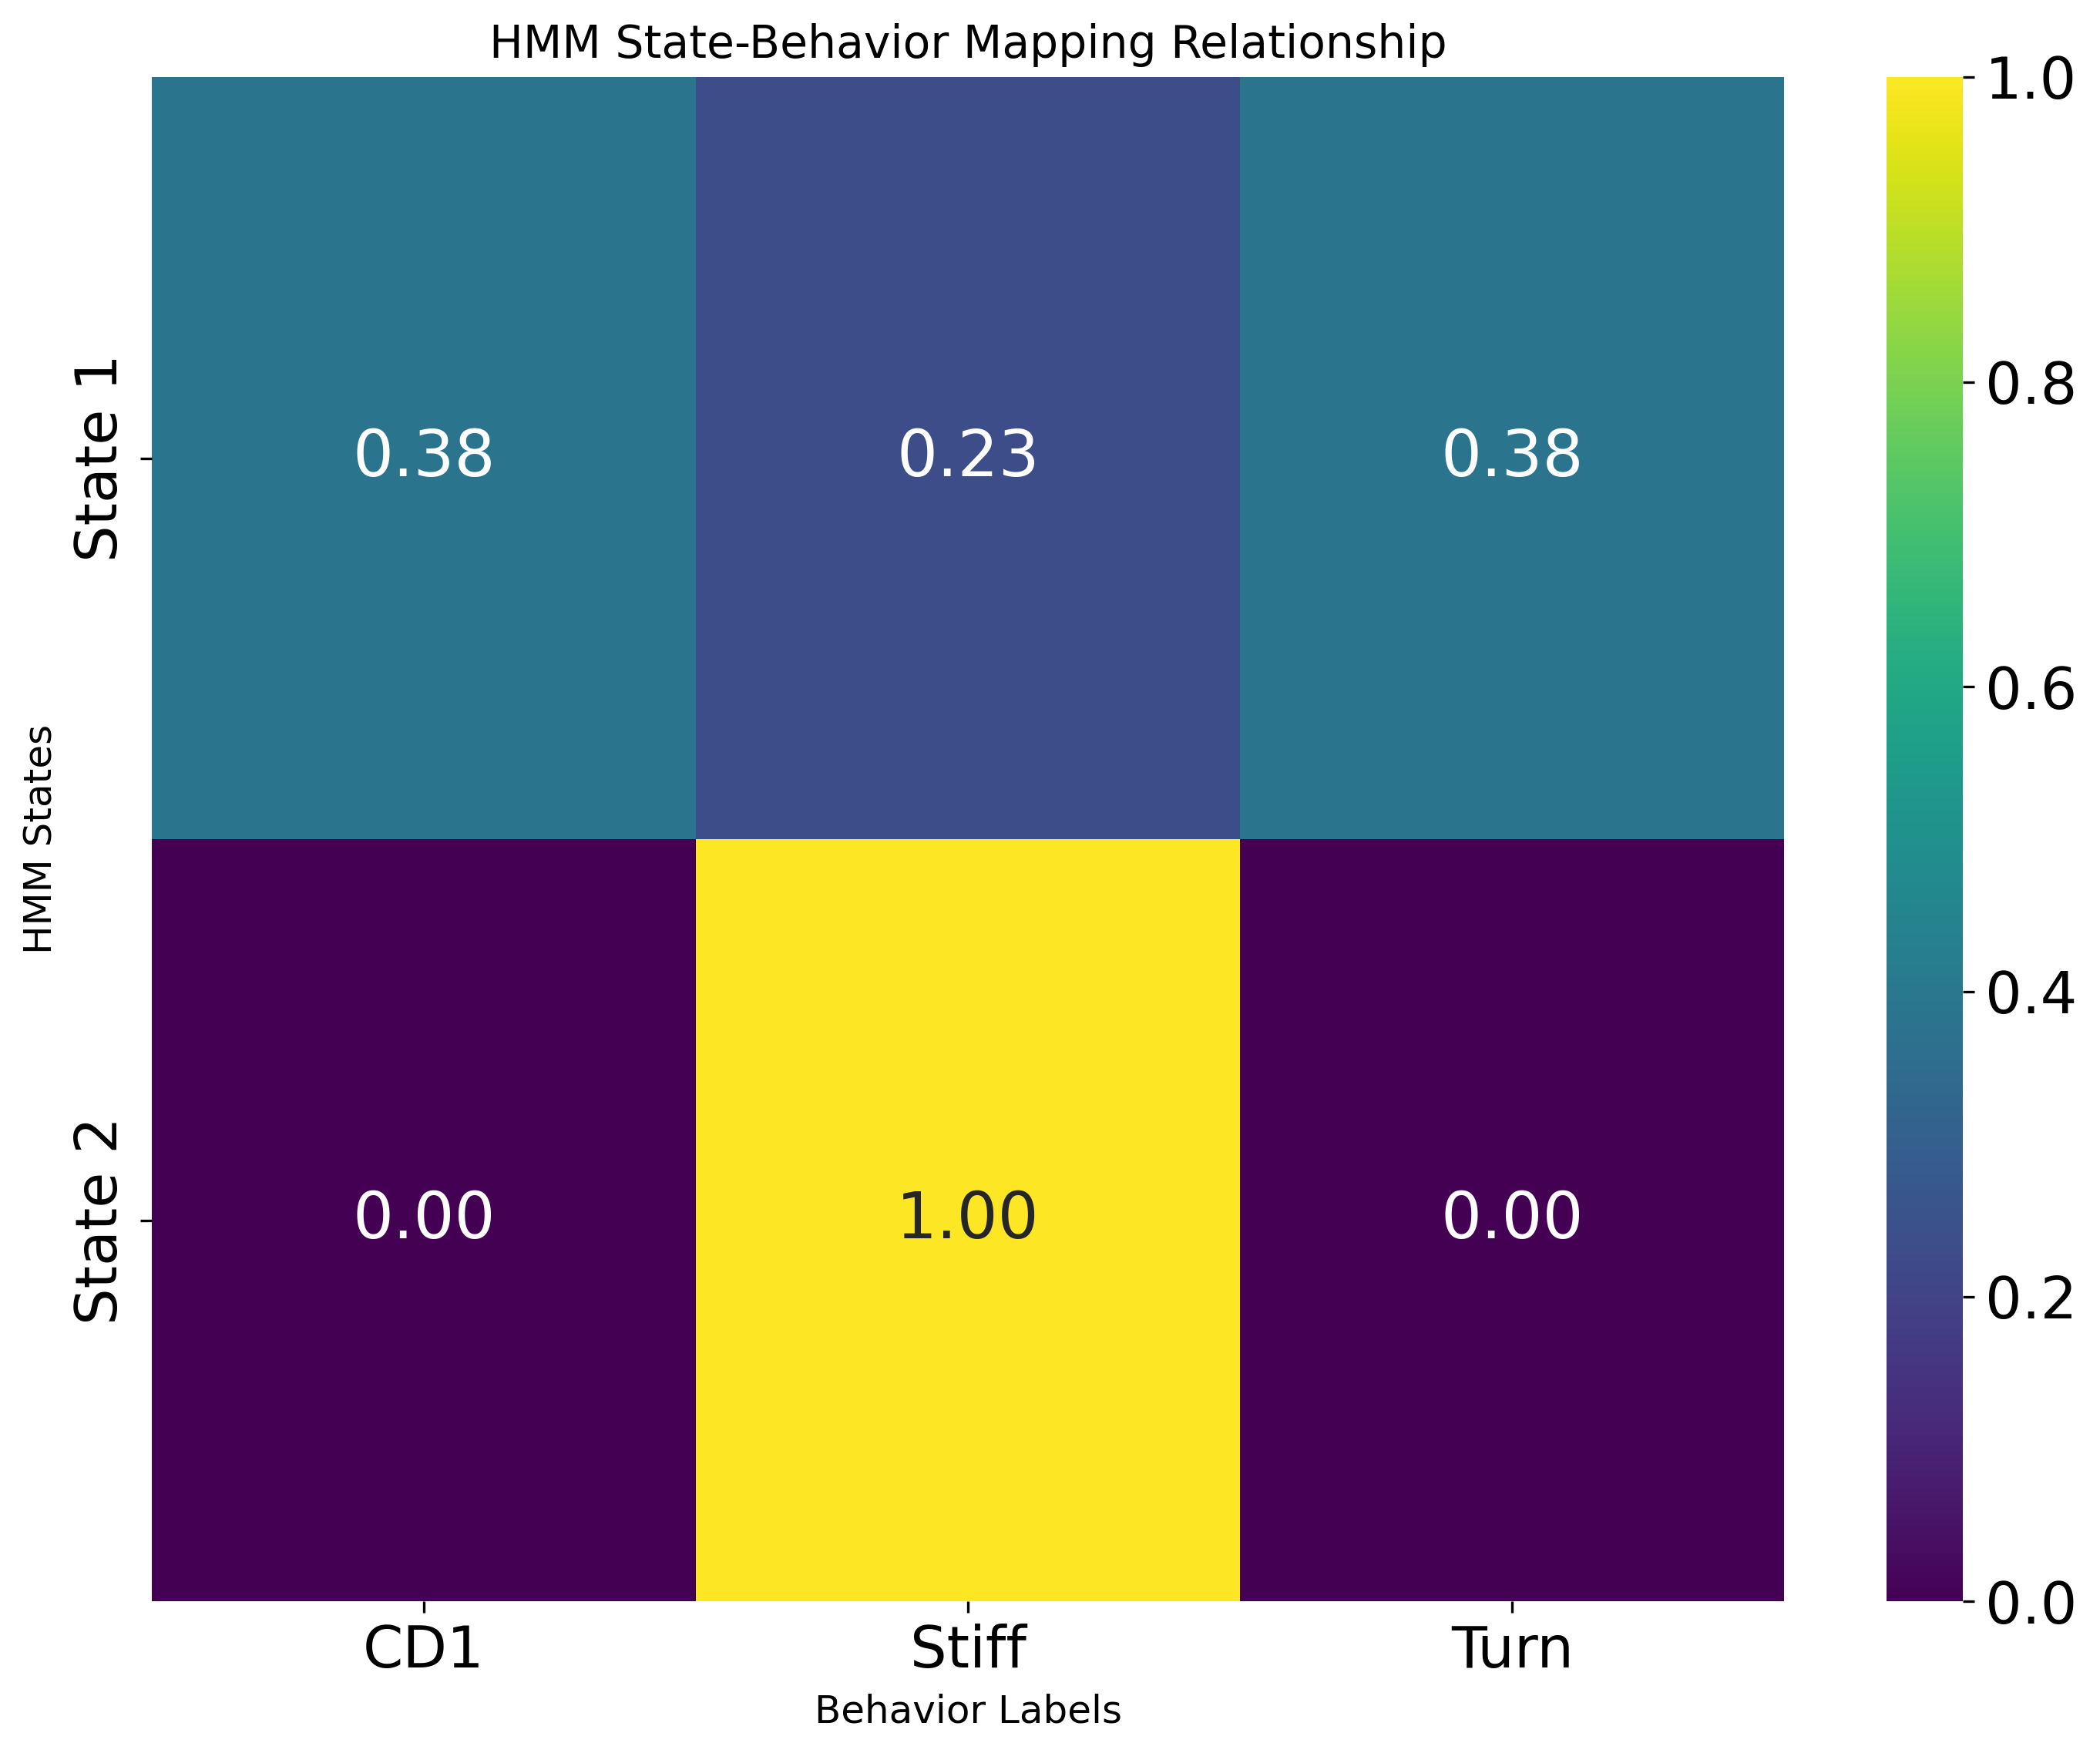 HMM State-Behavior Mapping Relationship
HMM States
State 1
0.38 0.23 0.38
State 2
0.00 1.00 0.00
CD1 Stiff Turn
Behavior Labels
1.0
0.8
0.6
0.4
0.2
0.0